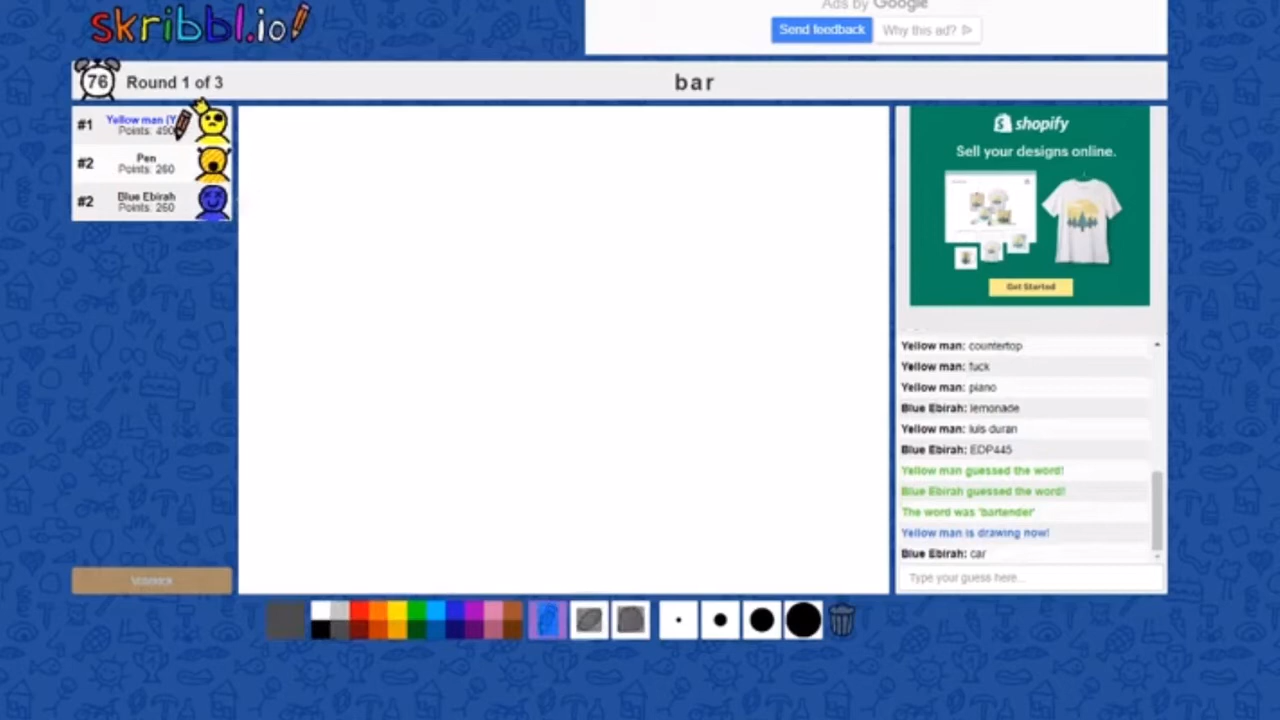 skribbl.io
Ads by Google
Send feedback
Why this ad?
76
Round 1 of 3
bar
#1
Yellow man (Y
Points: 490
#2
Pen
Points: 260
#2
Blue Ebirah
Points: 260
shopify
Sell your designs online.
Get Started
Yellow man: countertop
Yellow man: fuck
Yellow man: piano
Blue Ebirah: lemonade
Yellow man: luis duran
Blue Ebirah: EDP445
Yellow man guessed the word!
Blue Ebirah guessed the word!
The word was 'bartender'
Yellow man is drawing now!
Blue Ebirah: car
Type your guess here...
Votekick